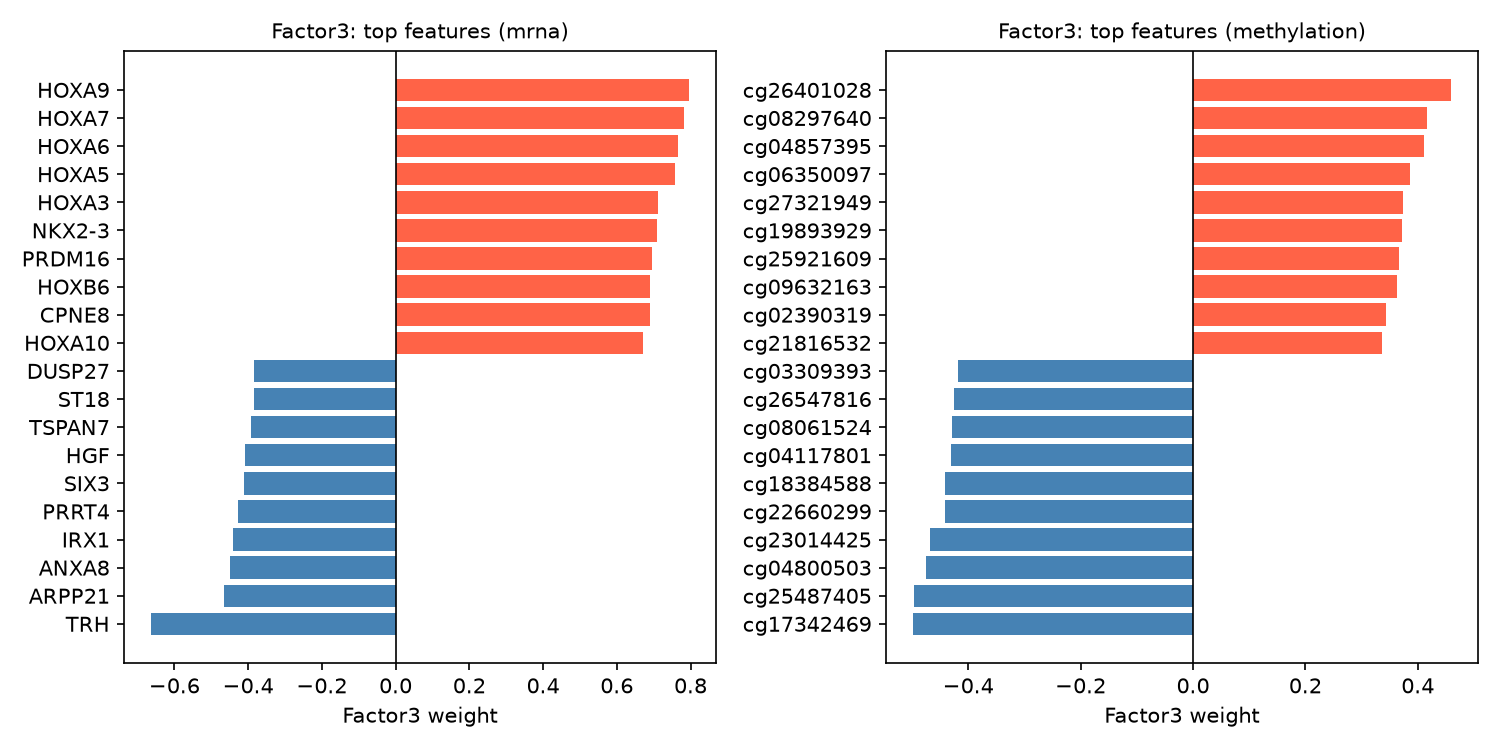 Factor3: top features (mrna)
HOXA9
HOXA7
HOXA6
HOXA5
HOXA3
NKX2-3
PRDM16
HOXB6
CPNE8
HOXA10
DUSP27
ST18
TSPAN7
HGF
SIX3
PRRT4
IRX1
ANXA8
ARPP21
TRH
−0.6 −0.4 −0.2 0.0 0.2 0.4 0.6 0.8
Factor3 weight
Factor3: top features (methylation)
cg26401028
cg08297640
cg04857395
cg06350097
cg27321949
cg19893929
cg25921609
cg09632163
cg02390319
cg21816532
cg03309393
cg26547816
cg08061524
cg04117801
cg18384588
cg22660299
cg23014425
cg04800503
cg25487405
cg17342469
−0.4 −0.2 0.0 0.2 0.4
Factor3 weight